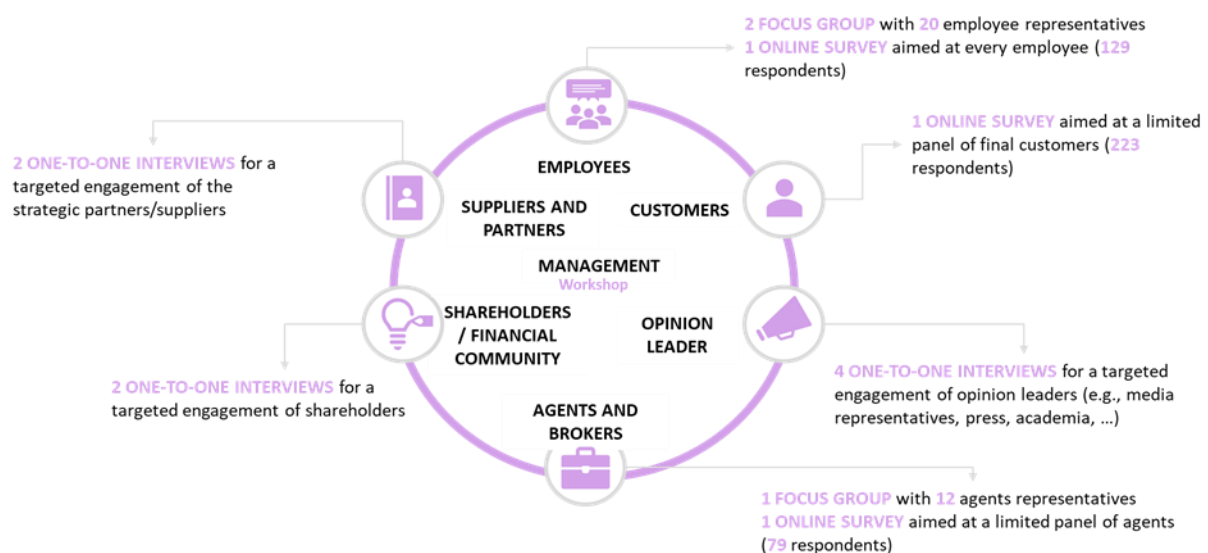 2 FOCUS GROUP with 20 employee representatives
1 ONLINE SURVEY aimed at every employee (129
respondents)
1 ONLINE SURVEY aimed at a limited
panel of final customers (223
respondents)
2 ONE-TO-ONE INTERVIEWS for a
targeted engagement of the
strategic partners/suppliers
EMPLOYEES
SUPPLIERS AND
PARTNERS
CUSTOMERS
MANAGEMENT
Workshop
SHAREHOLDERS
/ FINANCIAL
COMMUNITY
OPINION
LEADER
2 ONE-TO-ONE INTERVIEWS for a
targeted engagement of shareholders
4 ONE-TO-ONE INTERVIEWS for a targeted
engagement of opinion leaders (e.g., media
representatives, press, academia, ...)
AGENTS AND
BROKERS
1 FOCUS GROUP with 12 agents representatives
1 ONLINE SURVEY aimed at a limited panel of agents
(79 respondents)